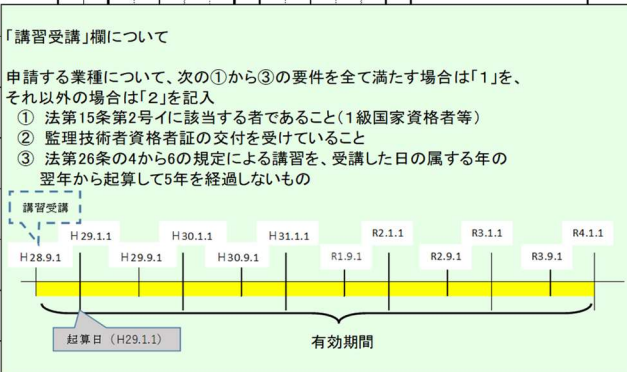 「講習受講」欄について
申請する業種について、次の①から③の要件を全て満たす場合は「1」を、
それ以外の場合は「2」を記入
① 法第15条第2号イに該当する者であること(1級国家資格者等)
② 監理技術者資格者証の交付を受けていること
③ 法第26条の4から6の規定による講習を、受講した日の属する年の
翌年から起算して5年を経過しないもの
講習受講
H29.1.1 H30.1.1 H31.1.1 R2.1.1 R3.1.1 R4.1.1
H28.9.1 H29.9.1 H30.9.1 R1.9.1 R2.9.1 R3.9.1
起算日(H29.1.1)
有効期間